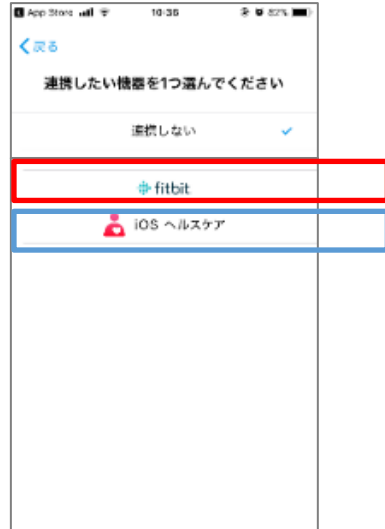 App Store 10:36 82%
戻る
連携したい機器を1つ選んでください
連携しない
fitbit
iOS ヘルスケア